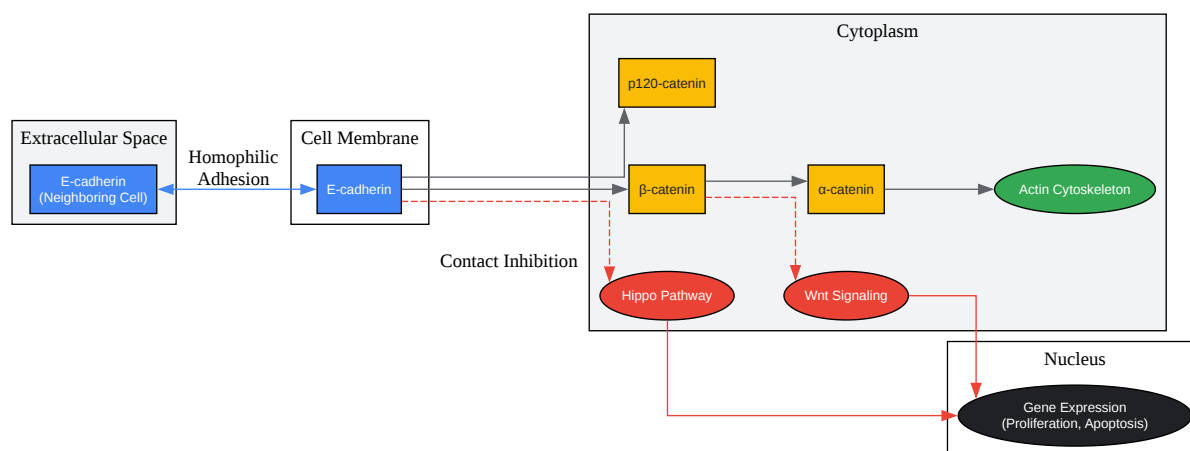 Cytoplasm
p120-catenin
Extracellular Space
Cell Membrane
Homophilic
Adhesion
E-cadherin
(Neighboring Cell)
E-cadherin
β-catenin
α-catenin
Actin Cytoskeleton
Contact Inhibition
Hippo Pathway
Wnt Signaling
Nucleus
Gene Expression
(Proliferation, Apoptosis)